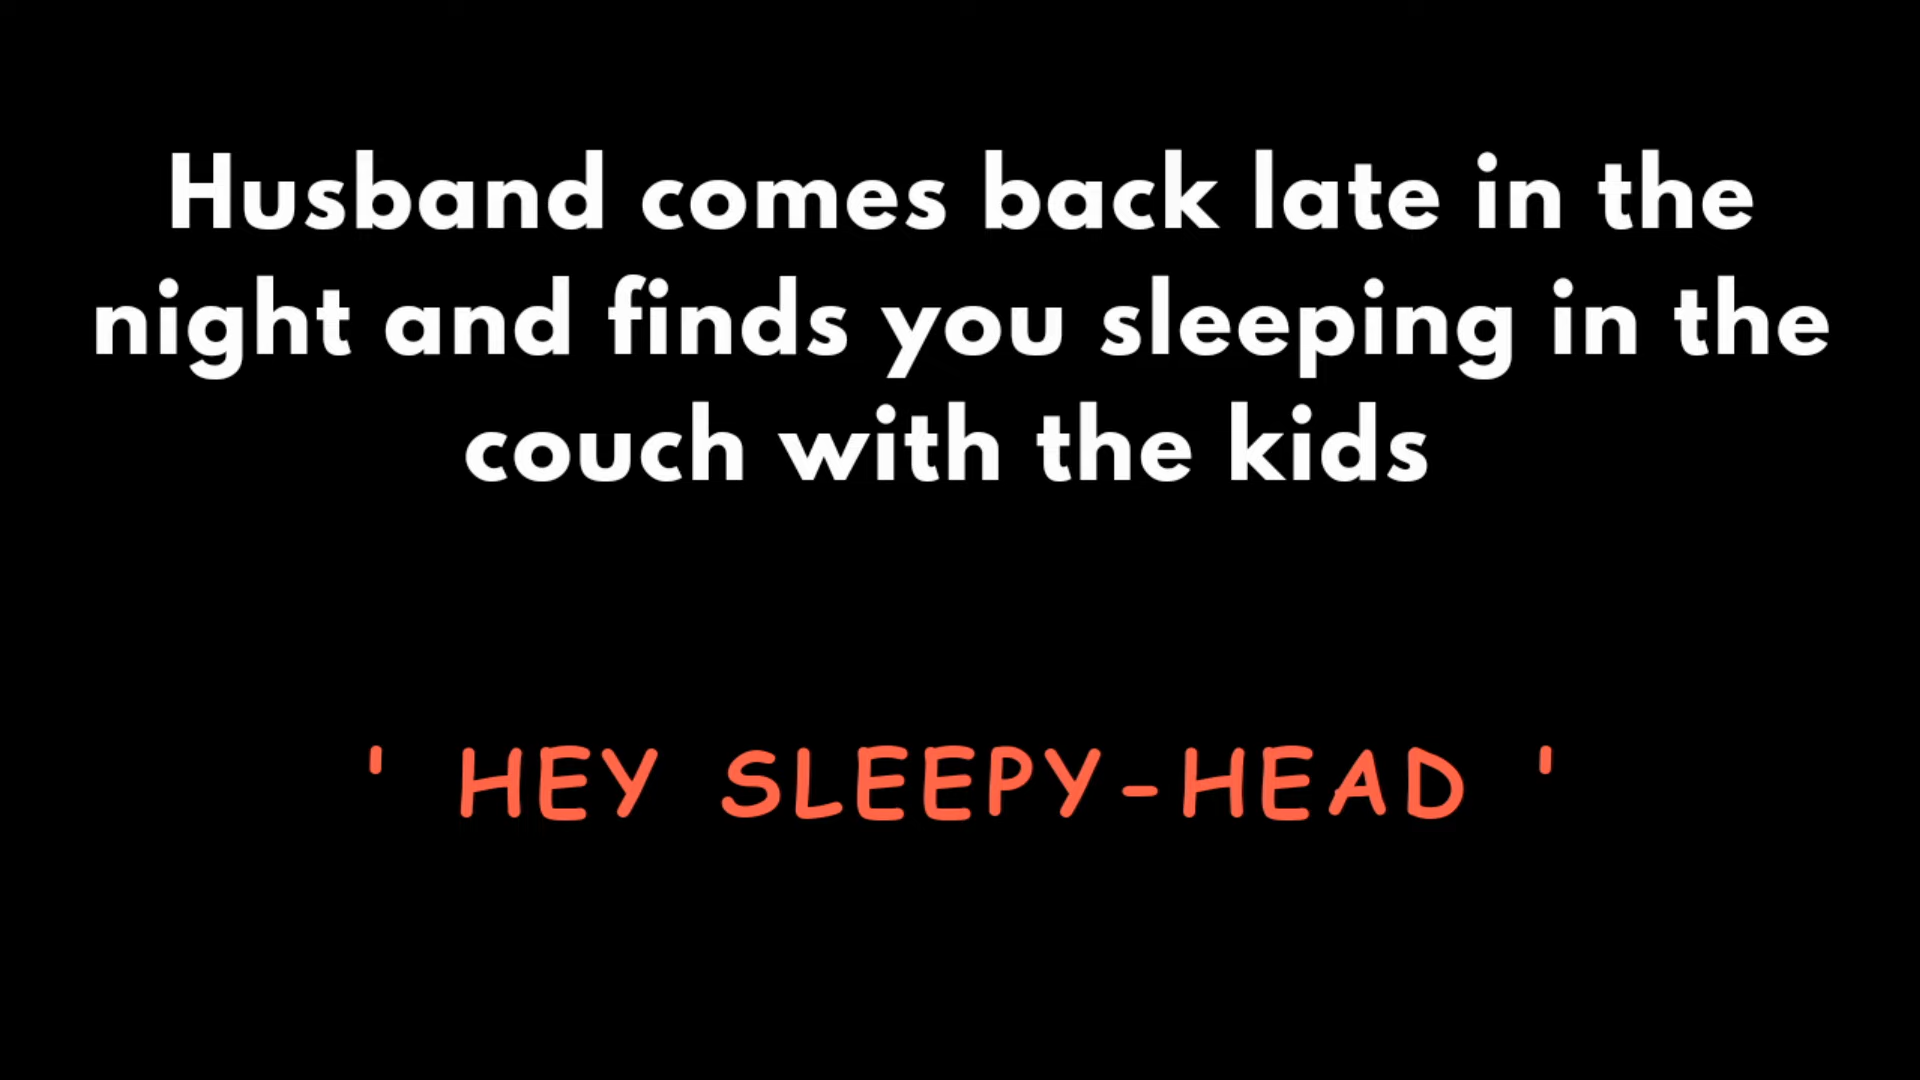 Husband comes back late in the
night and finds you sleeping in the
couch with the kids
' HEY SLEEPY-HEAD '